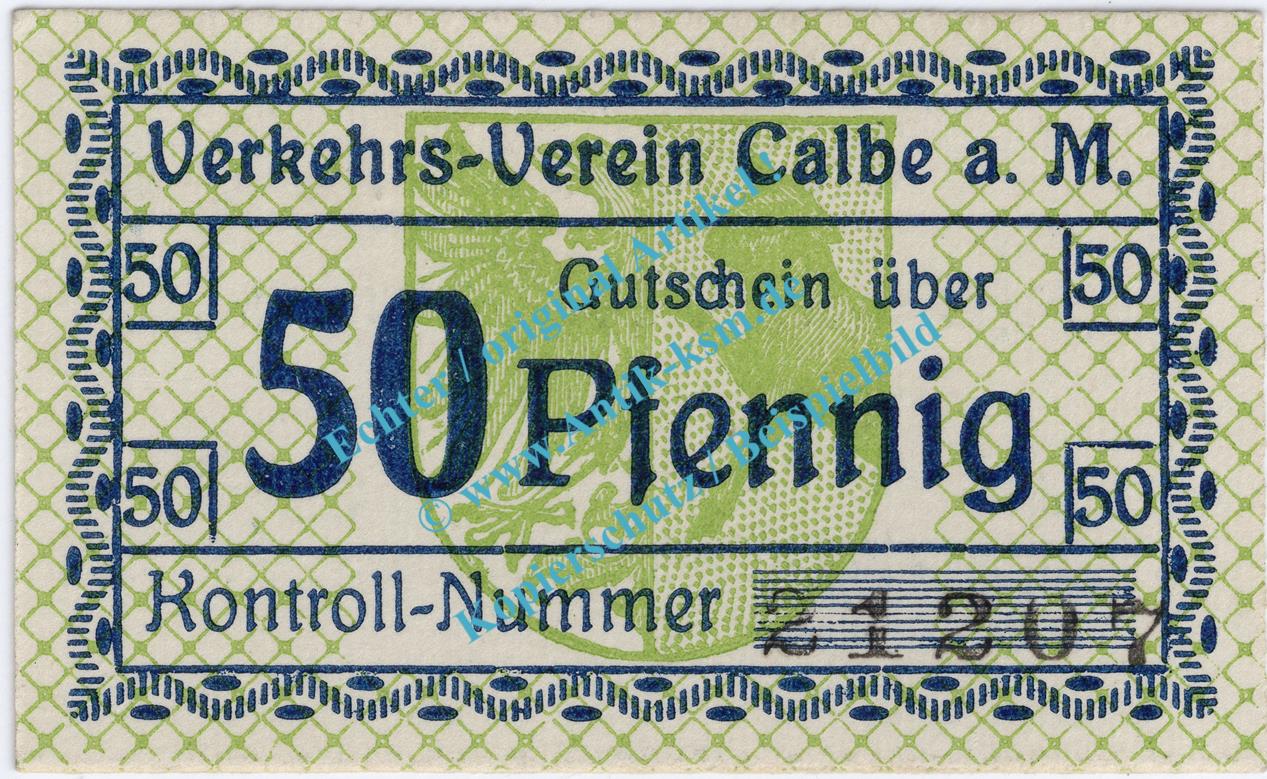 Verkehrs-Verein Calbe a. M.
50 Gutschein über 50
50 Pfennig
50 50
Kontroll-Nummer 21207
Echter / original Artikel !
© www.Antik-ksm.de
Kopierschutz / Beispielbild